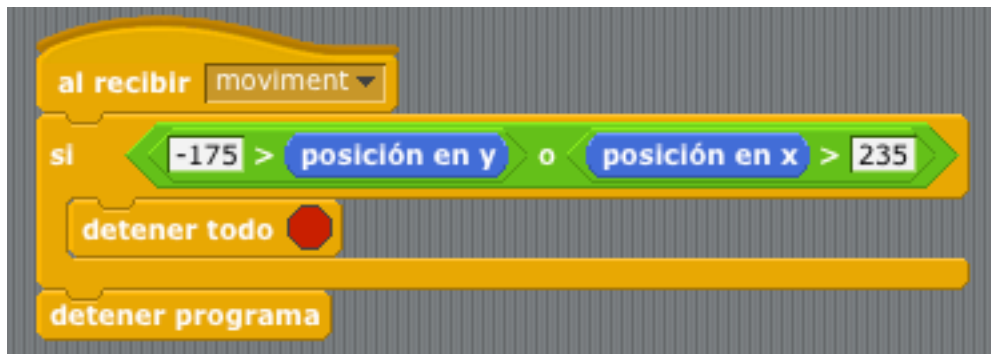 al recibir moviment
si -175 > posición en y o posición en x > 235
detener todo
detener programa